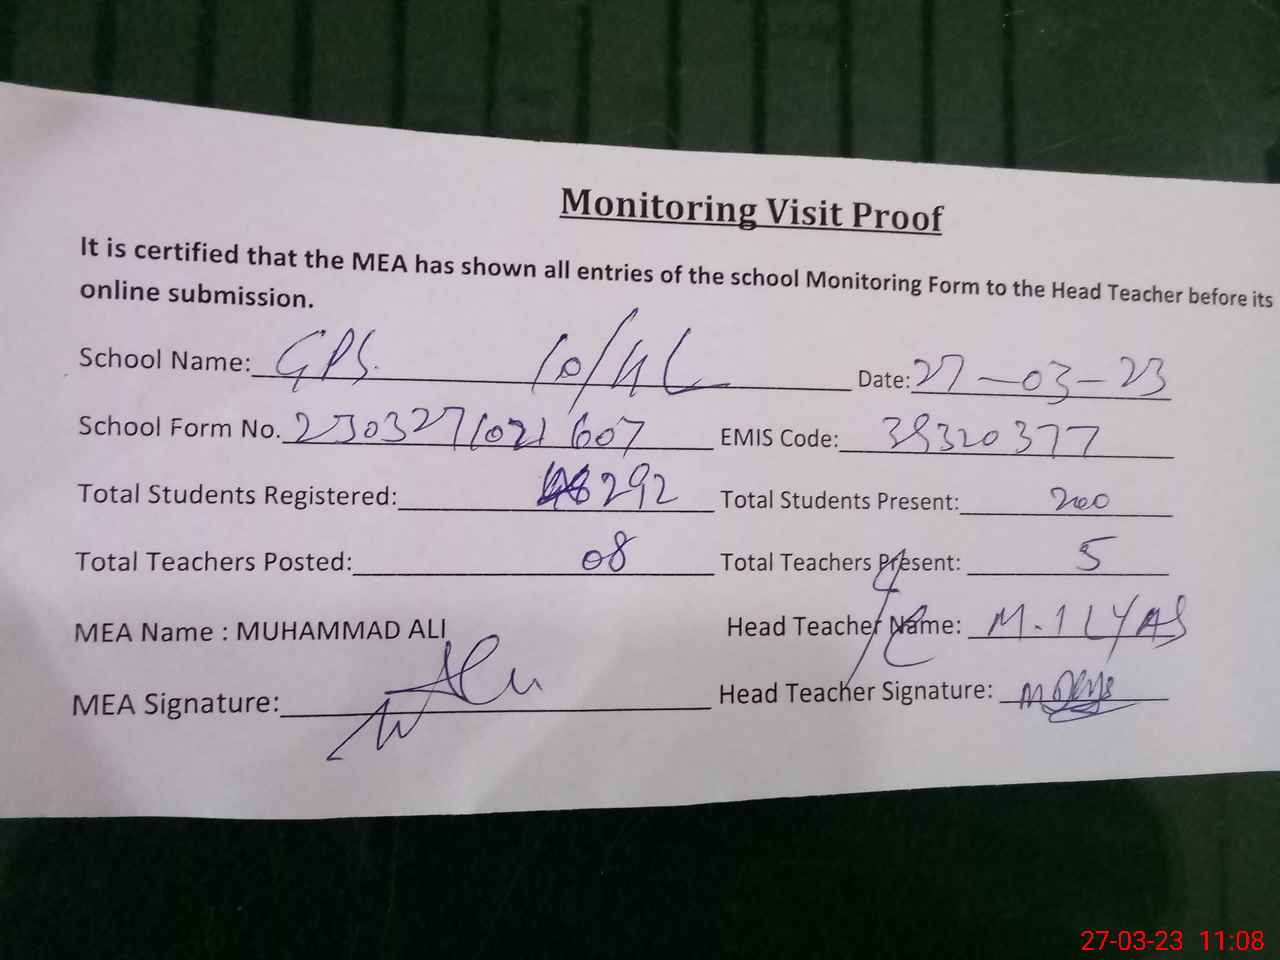 Monitoring Visit Proof
It is certified that the MEA has shown all entries of the school Monitoring Form to the Head Teacher before its
online submission.
School Name: GPS. 10/4L Date: 27-03-23
School Form No. 2303271021607 EMIS Code: 39320377
Total Students Registered: 292 Total Students Present: 200
Total Teachers Posted: 08 Total Teachers Present: 5
MEA Name : MUHAMMAD ALI Head Teacher Name: M. ILYAS
MEA Signature: Head Teacher Signature:
27-03-23 11:08